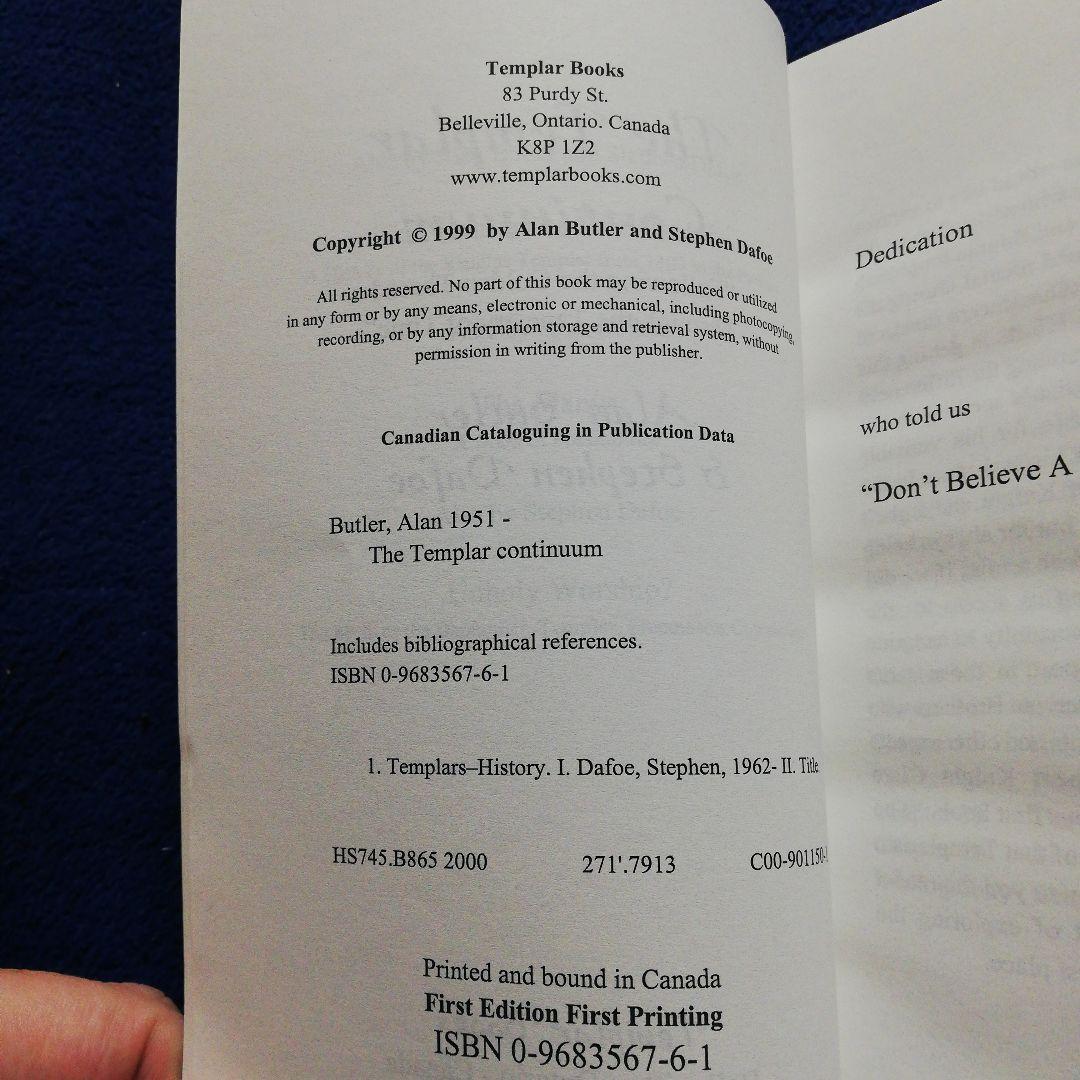 Templar Books
83 Purdy St.
Belleville, Ontario. Canada
K8P 1Z2
www.templarbooks.com
Copyright © 1999 by Alan Butler and Stephen Dafoe
All rights reserved. No part of this book may be reproduced or utilized
in any form or by any means, electronic or mechanical, including photocopying,
recording, or by any information storage and retrieval system, without
permission in writing from the publisher.
Canadian Cataloguing in Publication Data
Butler, Alan 1951 -
The Templar continuum
Includes bibliographical references.
ISBN 0-9683567-6-1
1. Templars–History. I. Dafoe, Stephen, 1962- II. Title
HS745.B865 2000 271'.7913 C00-901150-
Printed and bound in Canada
First Edition First Printing
ISBN 0-9683567-6-1
Dedication
who told us
“Don’t Believe A